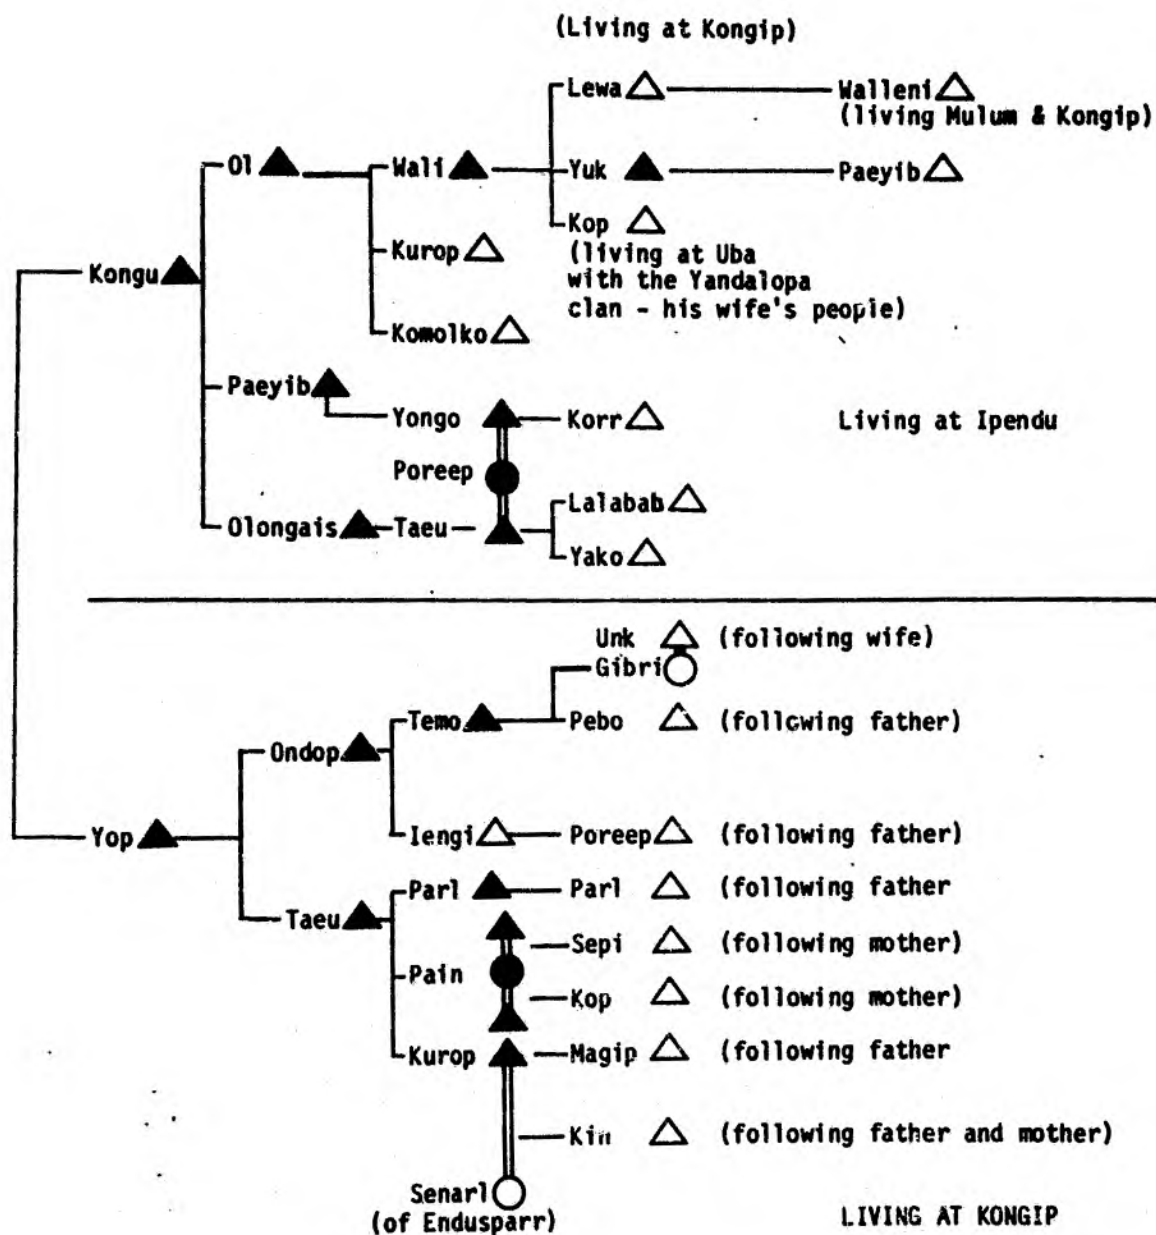 (Living at Kongip)
Lewa
Walleni
(living Mulum & Kongip)
Ol
Wali
Yuk
Paeyib
Kop
(living at Uba
with the Yandalopa
clan - his wife's people)
Kurop
Kongu
Komolko
Paeyib
Yongo
Korr
Living at Ipendu
Poreep
Olongais
Taeu
Lalabab
Yako
Unk (following wife)
Gibri
Temo
Pebo (following father)
Ondop
Yop
Iengi
Poreep (following father)
Parl
Parl (following father
Taeu
Sepi (following mother)
Pain
Kop (following mother)
Kurop
Magip (following father
Kin (following father and mother)
Senarl
(of Endusparr)
LIVING AT KONGIP